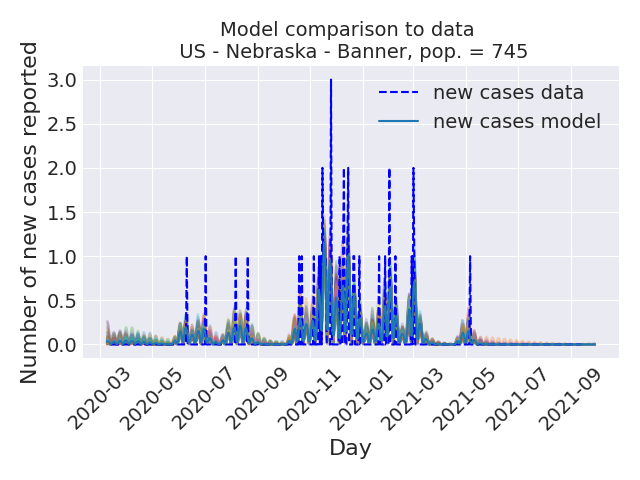 Model comparison to data
US - Nebraska - Banner, pop. = 745
Number of new cases reported
3.0
2.5
2.0
1.5
1.0
0.5
0.0
new cases data
new cases model
2020-03
2020-05
2020-07
2020-09
2020-11
2021-01
2021-03
2021-05
2021-07
2021-09
Day